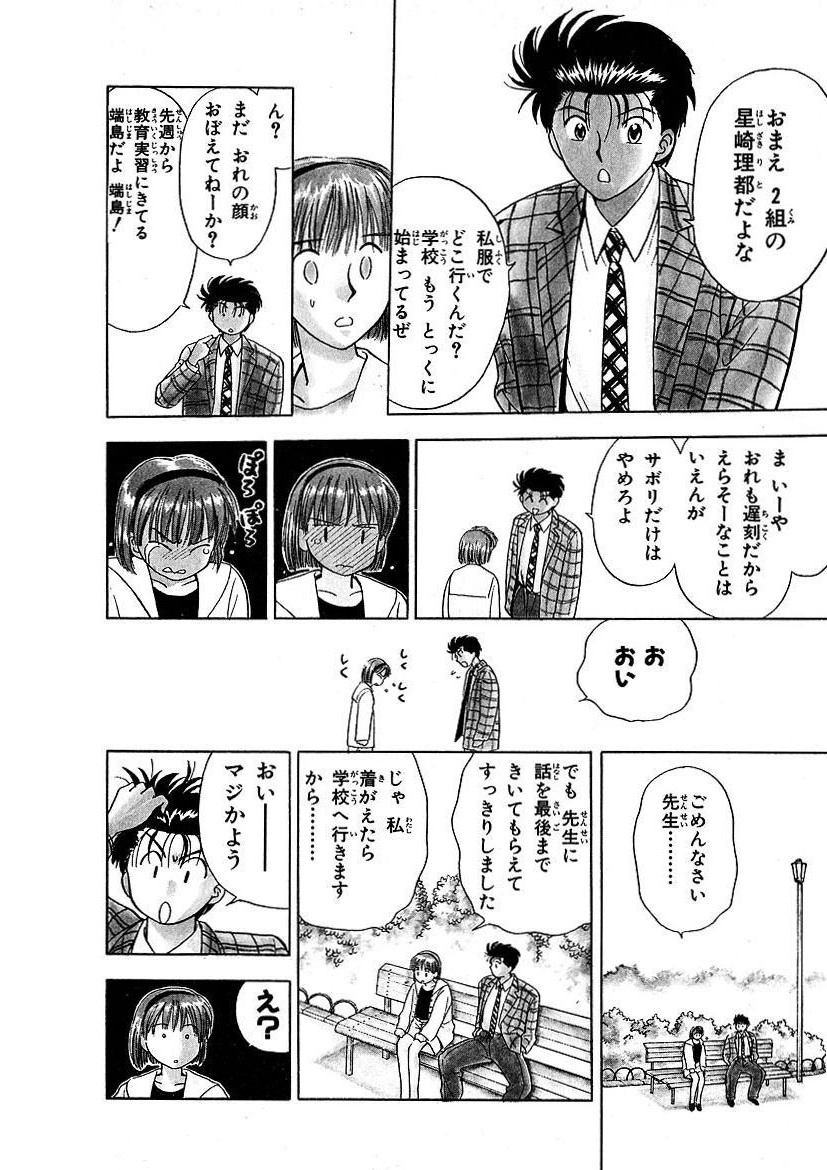 おまえ 2組の
星崎理都だよな
私服で
どこ行くんだ?
学校 もう とっくに
始まってるぜ
ん?
まだ おれの顔
おぼえてねーか?
先週から
教育実習にきてる
端島だよ 端島!
ま いーや
おれも遅刻だから
えらそーなことは
いえんが
サボリだけは
やめろよ
ぽろ
ぽろ
お
おい
しく
しく
ごめんなさい
先生………
でも 先生に
話を最後まで
きいてもらえて
すっきりしました
じゃ 私
着がえたら
学校へ行きます
から………
おい――
マジかよう
え?